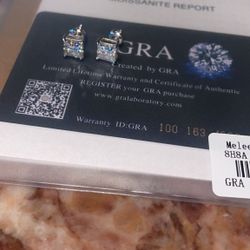 MOISSANITE REPORT
GRA
Created by GRA
Limited Lifetime Warranty and Certificate of Authentic
REGISTER your GRA purchase
www.gralaboratory.com
Warranty ID:GRA 100 163
Melee
8H8A
GRA